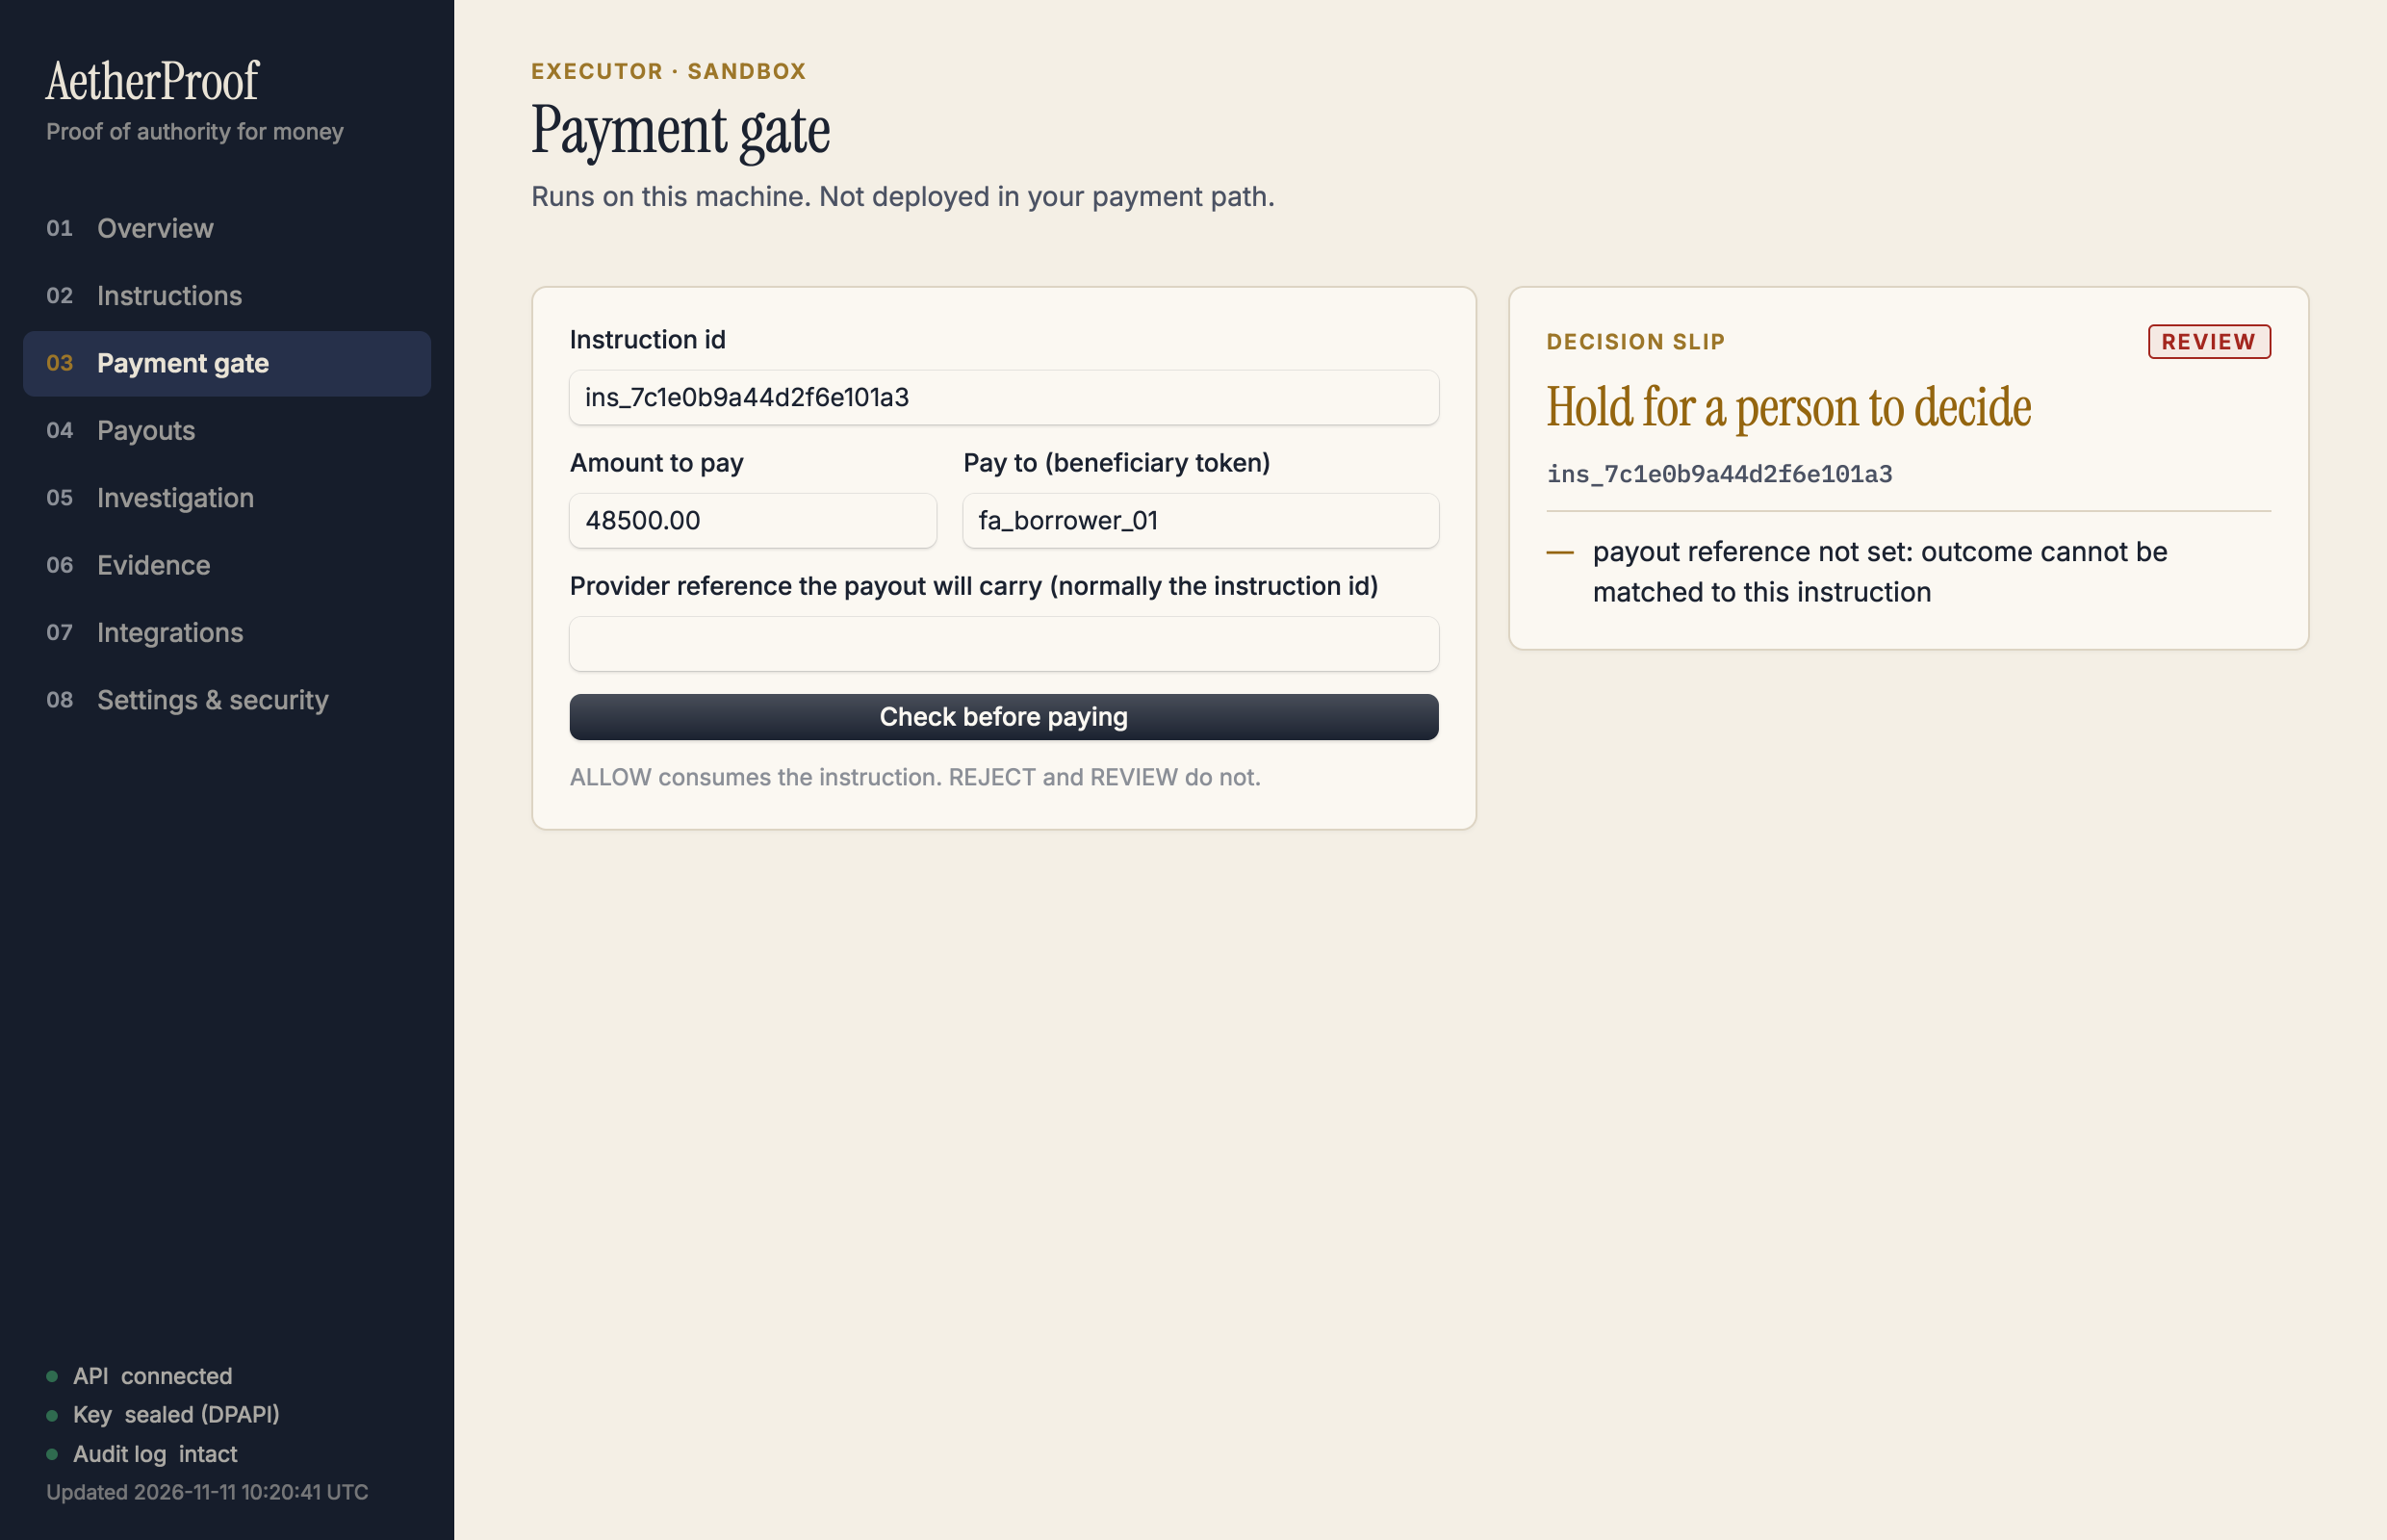 AetherProof
Proof of authority for money
01 Overview
02 Instructions
03 Payment gate
04 Payouts
05 Investigation
06 Evidence
07 Integrations
08 Settings & security
API connected
Key sealed (DPAPI)
Audit log intact
Updated 2026-11-11 10:20:41 UTC
EXECUTOR · SANDBOX
Payment gate
Runs on this machine. Not deployed in your payment path.
Instruction id
ins_7c1e0b9a44d2f6e101a3
Amount to pay
48500.00
Pay to (beneficiary token)
fa_borrower_01
Provider reference the payout will carry (normally the instruction id)
Check before paying
ALLOW consumes the instruction. REJECT and REVIEW do not.
DECISION SLIP
REVIEW
Hold for a person to decide
ins_7c1e0b9a44d2f6e101a3
— payout reference not set: outcome cannot be
matched to this instruction